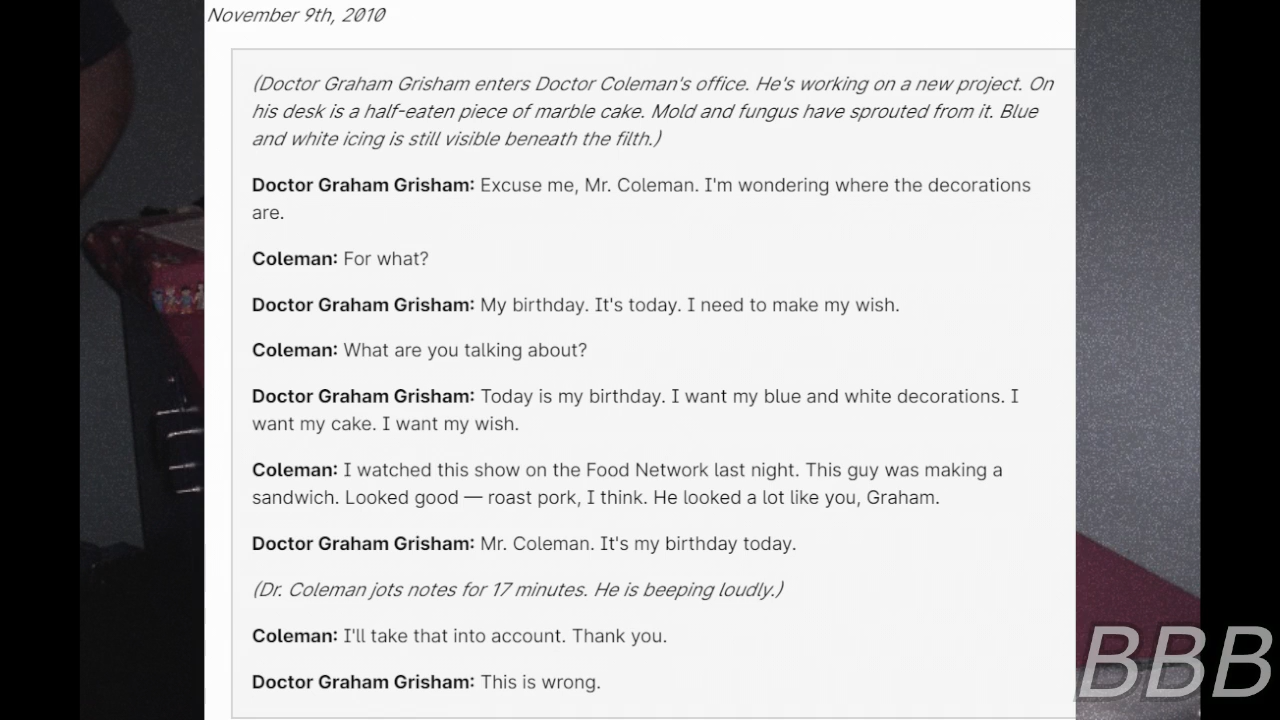 November 9th, 2010
(Doctor Graham Grisham enters Doctor Coleman's office. He's working on a new project. On
his desk is a half-eaten piece of marble cake. Mold and fungus have sprouted from it. Blue
and white icing is still visible beneath the filth.)
Doctor Graham Grisham: Excuse me, Mr. Coleman. I'm wondering where the decorations
are.
Coleman: For what?
Doctor Graham Grisham: My birthday. It's today. I need to make my wish.
Coleman: What are you talking about?
Doctor Graham Grisham: Today is my birthday. I want my blue and white decorations. I
want my cake. I want my wish.
Coleman: I watched this show on the Food Network last night. This guy was making a
sandwich. Looked good — roast pork, I think. He looked a lot like you, Graham.
Doctor Graham Grisham: Mr. Coleman. It's my birthday today.
(Dr. Coleman jots notes for 17 minutes. He is beeping loudly.)
Coleman: I'll take that into account. Thank you.
Doctor Graham Grisham: This is wrong.
BBB